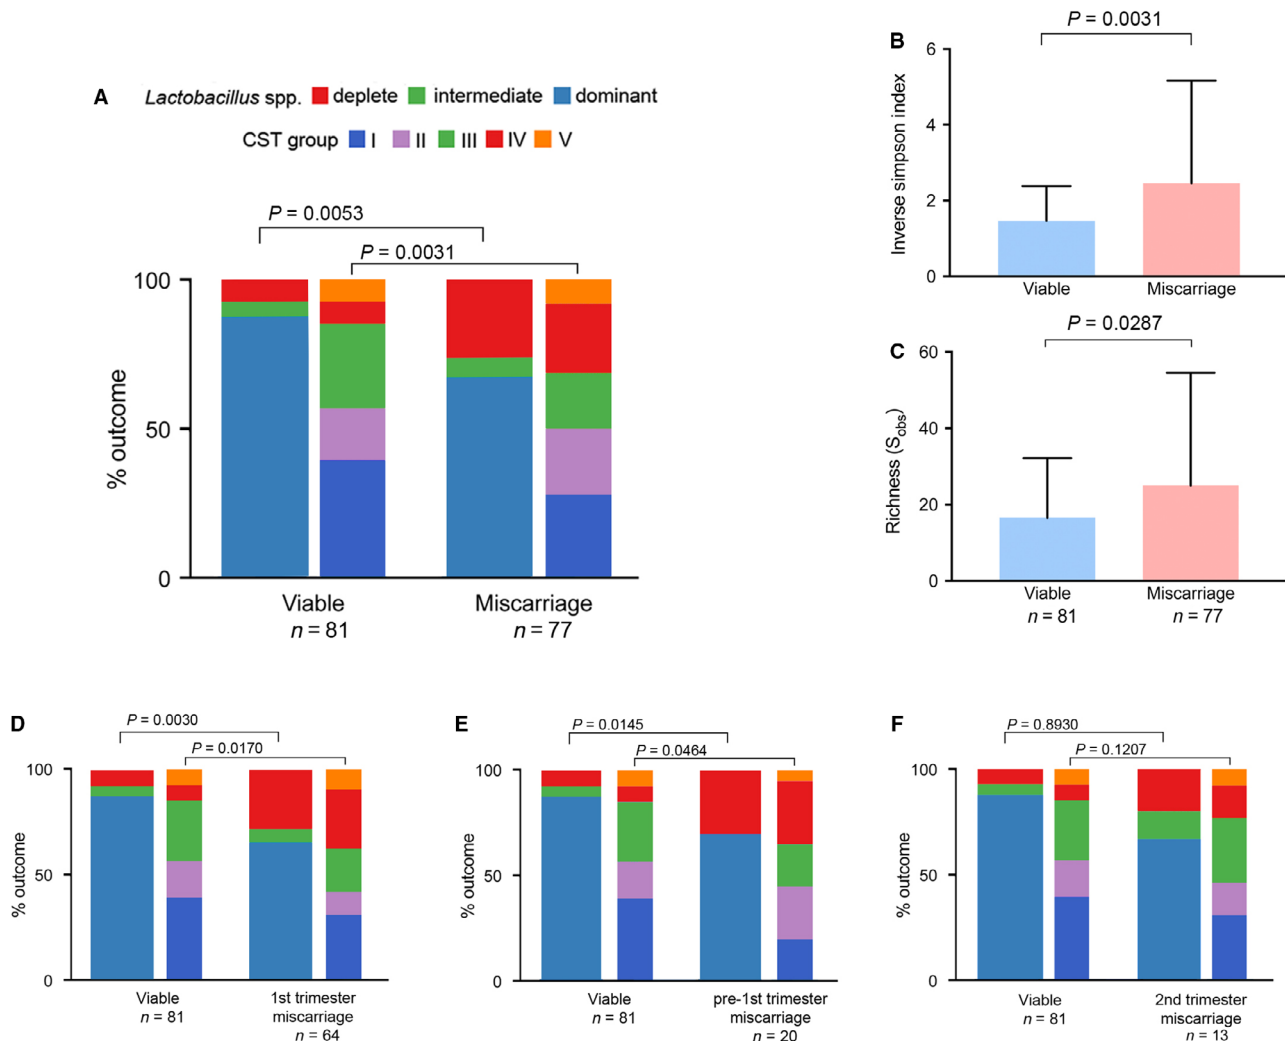 A
Lactobacillus spp. deplete intermediate dominant
CST group I II III IV V
P = 0.0053
P = 0.0031
100
50
0
% outcome
Viable
n = 81
Miscarriage
n = 77
B
P = 0.0031
6
4
2
0
Inverse simpson index
Viable
Miscarriage
C
P = 0.0287
60
40
20
0
Richness (Sobs)
Viable
n = 81
Miscarriage
n = 77
D
P = 0.0030
P = 0.0170
100
50
0
% outcome
Viable
n = 81
1st trimester
miscarriage
n = 64
E
P = 0.0145
P = 0.0464
100
50
0
% outcome
Viable
n = 81
pre-1st trimester
miscarriage
n = 20
F
P = 0.8930
P = 0.1207
100
50
0
% outcome
Viable
n = 81
2nd trimester
miscarriage
n = 13